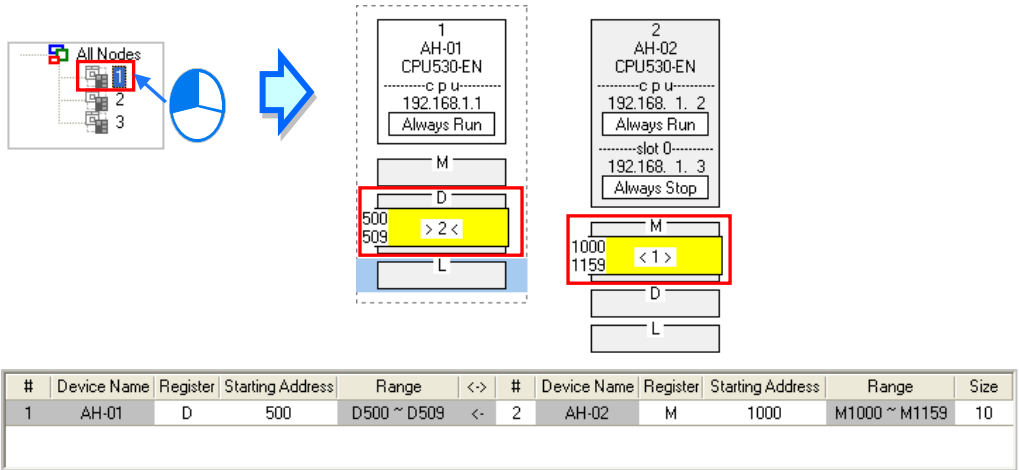 All Nodes
1
2
3
1
AH-01
CPU530-EN
---------c p u---------
192.168.1.1
Always Run
M
D
500
509
> 2 <
L
2
AH-02
CPU530-EN
---------c p u---------
192.168. 1. 2
Always Run
---------slot 0---------
192.168. 1. 3
Always Stop
M
1000
1159
< 1 >
D
L
# Device Name Register Starting Address Range <-> # Device Name Register Starting Address Range Size
1 AH-01 D 500 D500 ~ D509 <- 2 AH-02 M 1000 M1000 ~ M1159 10